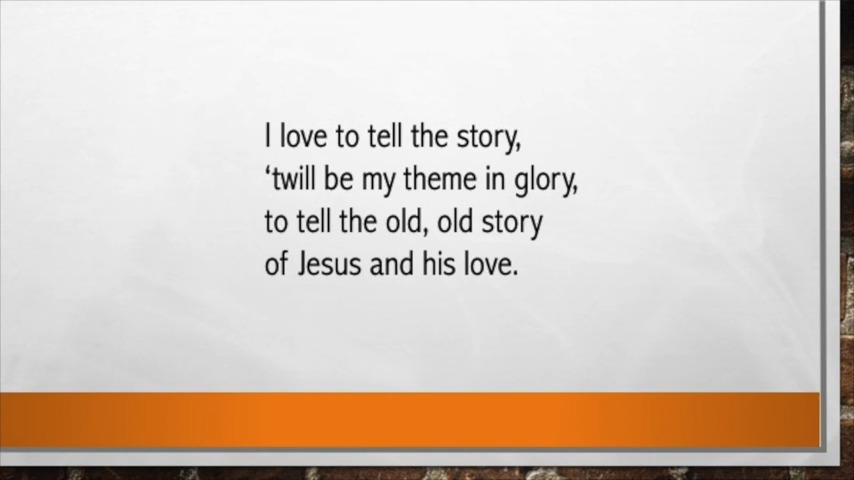 I love to tell the story,
‘twill be my theme in glory,
to tell the old, old story
of Jesus and his love.